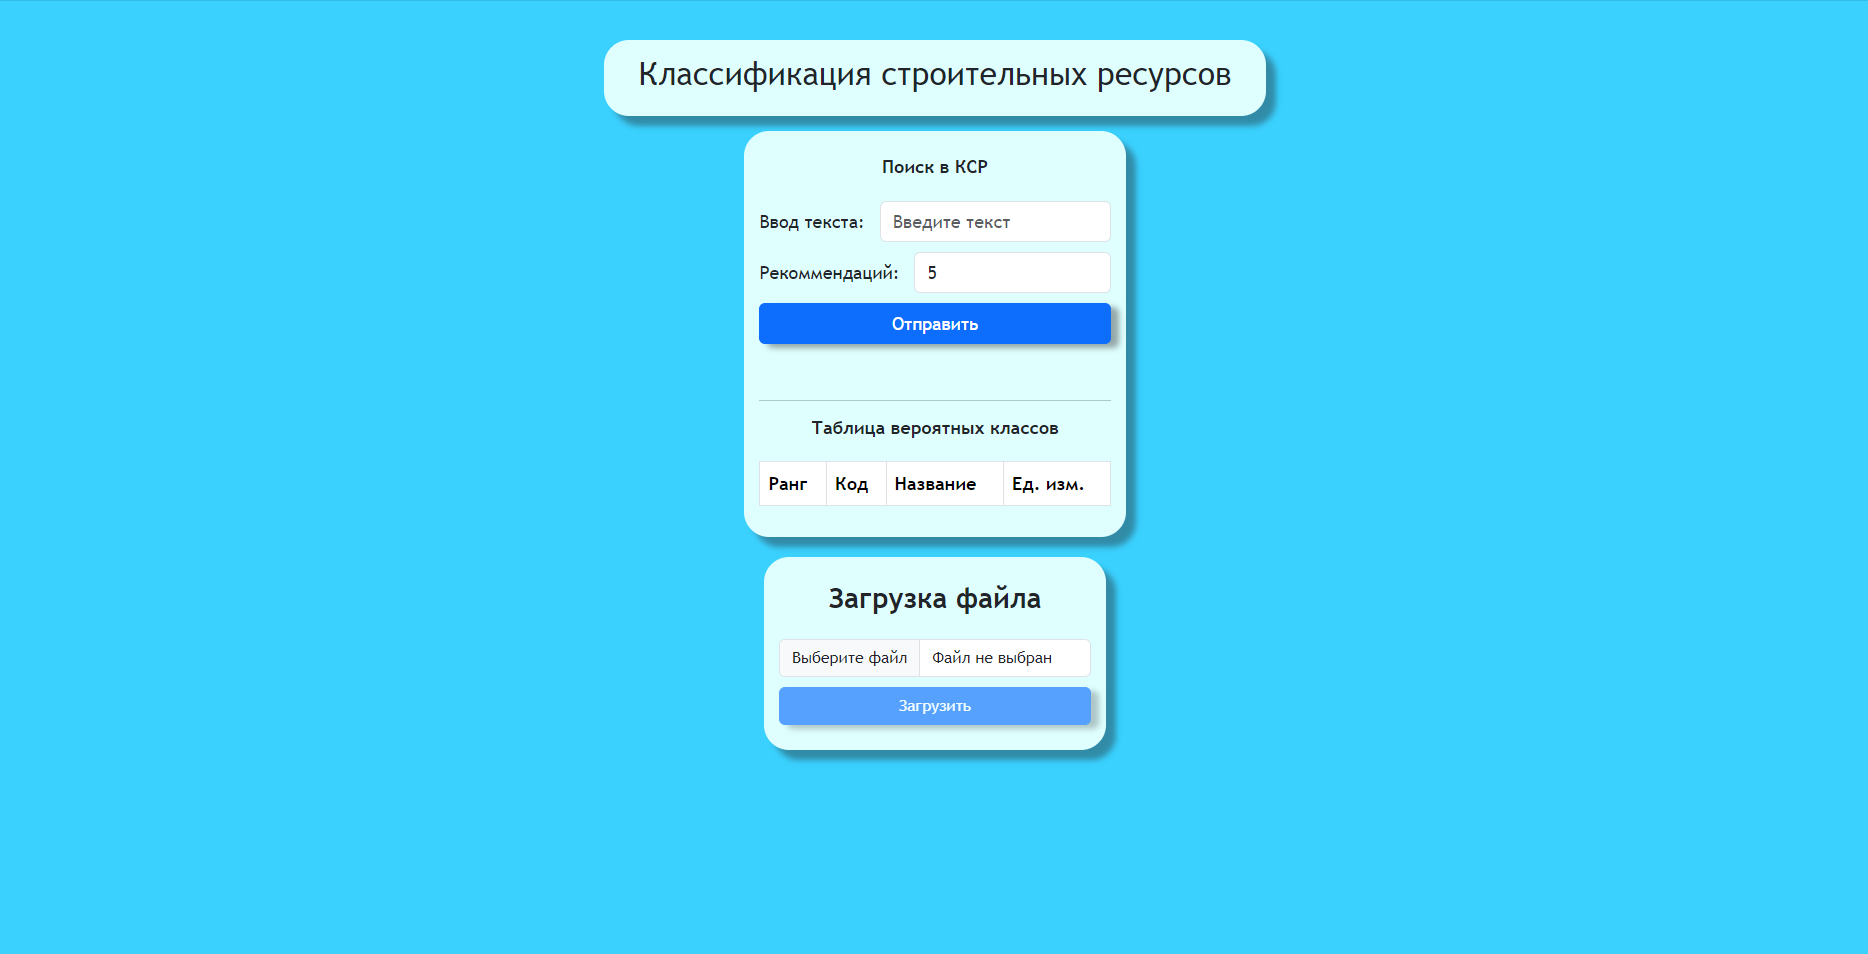 Классификация строительных ресурсов
Поиск в КСР
Ввод текста: Введите текст
Рекоммендаций: 5
Отправить
Таблица вероятных классов
Ранг Код Название Ед. изм.
Загрузка файла
Выберите файл Файл не выбран
Загрузить